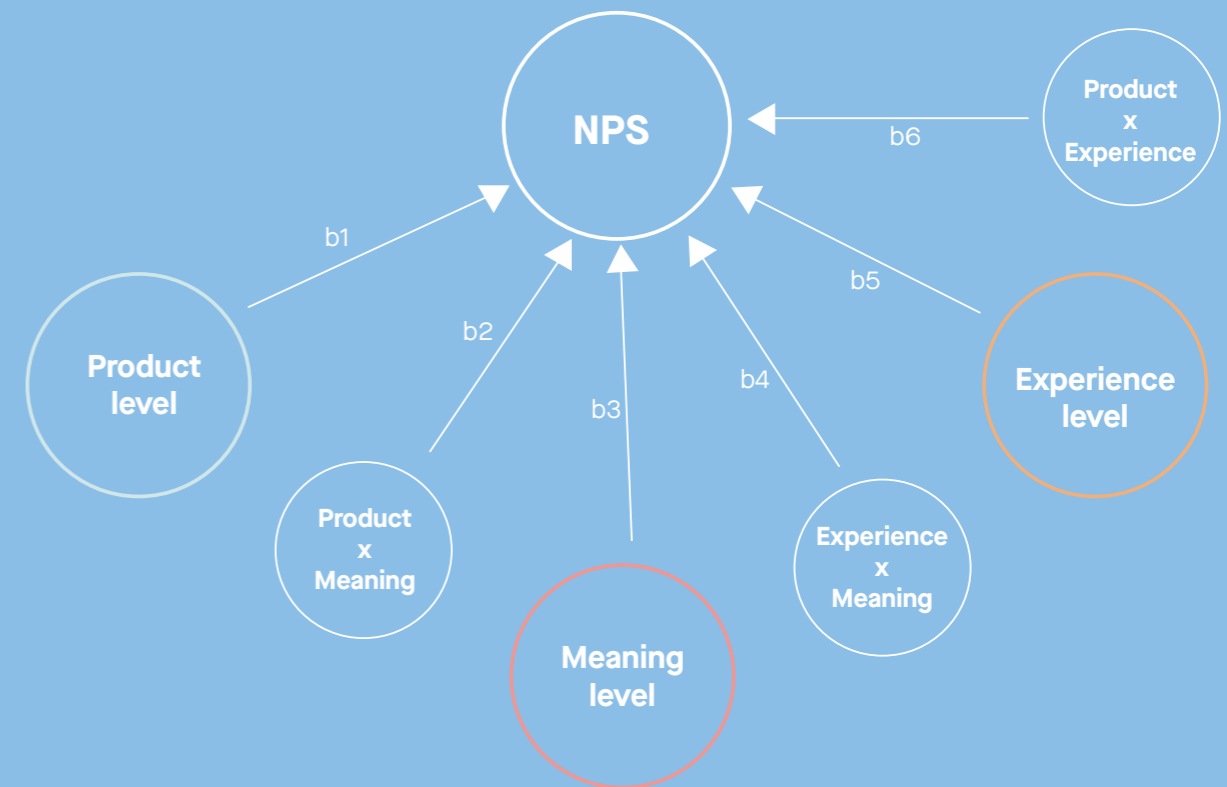 NPS
Product
x
Experience
b6
b1
b5
b2
b4
b3
Product
level
Experience
level
Product
x
Meaning
Experience
x
Meaning
Meaning
level